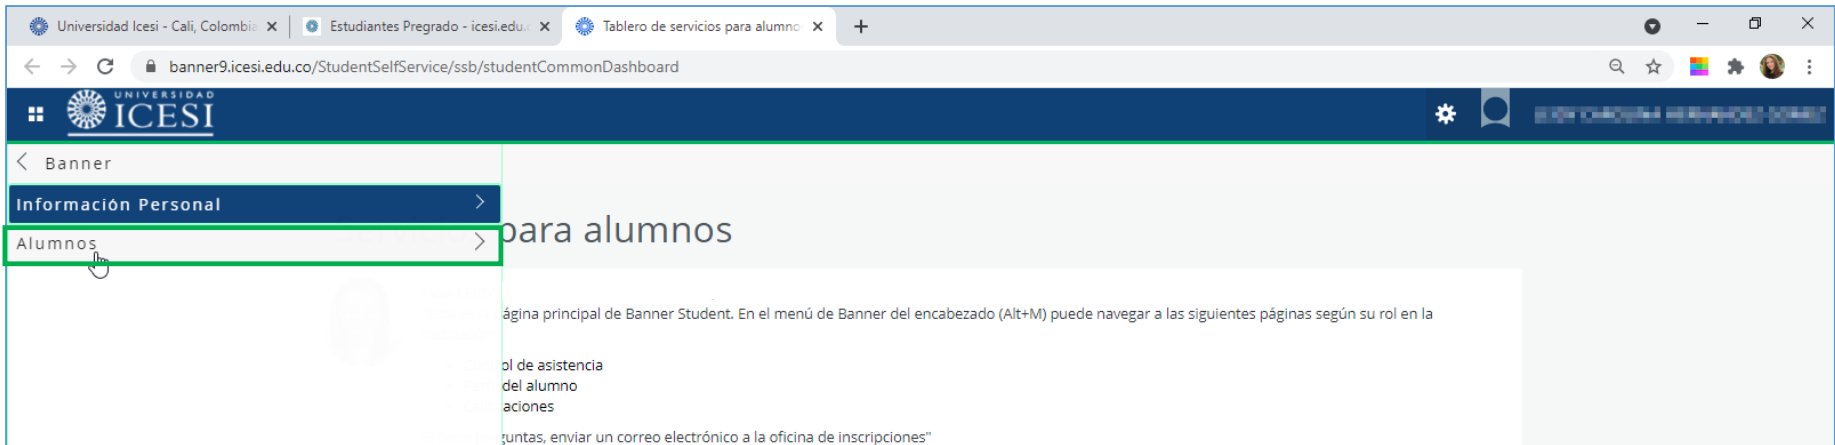 Universidad Icesi - Cali, Colombia
Estudiantes Pregrado - icesi.edu.c
Tablero de servicios para alumno
banner9.icesi.edu.co/StudentSelfService/ssb/studentCommonDashboard
UNIVERSIDAD
ICESI
Banner
Información Personal
Alumnos
para alumnos
ágina principal de Banner Student. En el menú de Banner del encabezado (Alt+M) puede navegar a las siguientes páginas según su rol en la
ol de asistencia
del alumno
aciones
guntas, enviar un correo electrónico a la oficina de inscripciones"